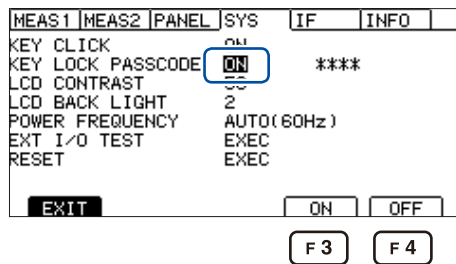 MEAS1 MEAS2 PANEL SYS IF INFO
KEY CLICK ON
KEY LOCK PASSCODE ON ****
LCD CONTRAST 50
LCD BACK LIGHT 2
POWER FREQUENCY AUTO(60Hz)
EXT I/O TEST EXEC
RESET EXEC
EXIT ON OFF
F3 F4